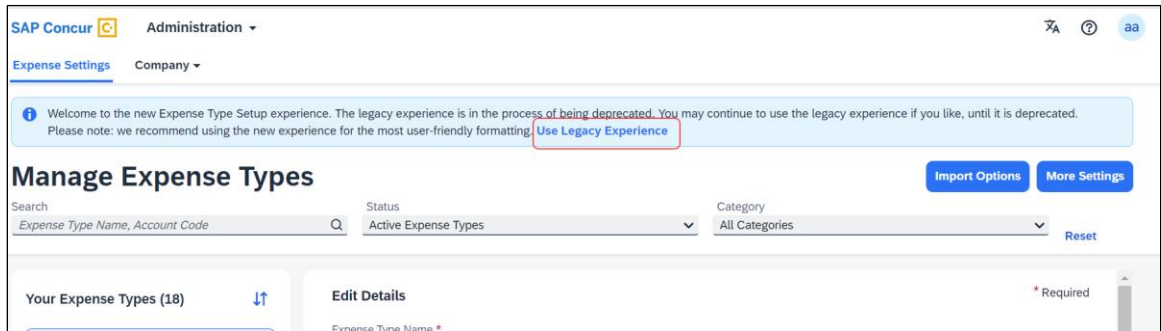 SAP Concur C Administration aa
Expense Settings Company
Welcome to the new Expense Type Setup experience. The legacy experience is in the process of being deprecated. You may continue to use the legacy experience if you like, until it is deprecated.
Please note: we recommend using the new experience for the most user-friendly formatting. Use Legacy Experience
Manage Expense Types
Import Options More Settings
Search Status Category
Expense Type Name, Account Code Active Expense Types All Categories
Reset
Your Expense Types (18) Edit Details * Required
Expense Type Name *